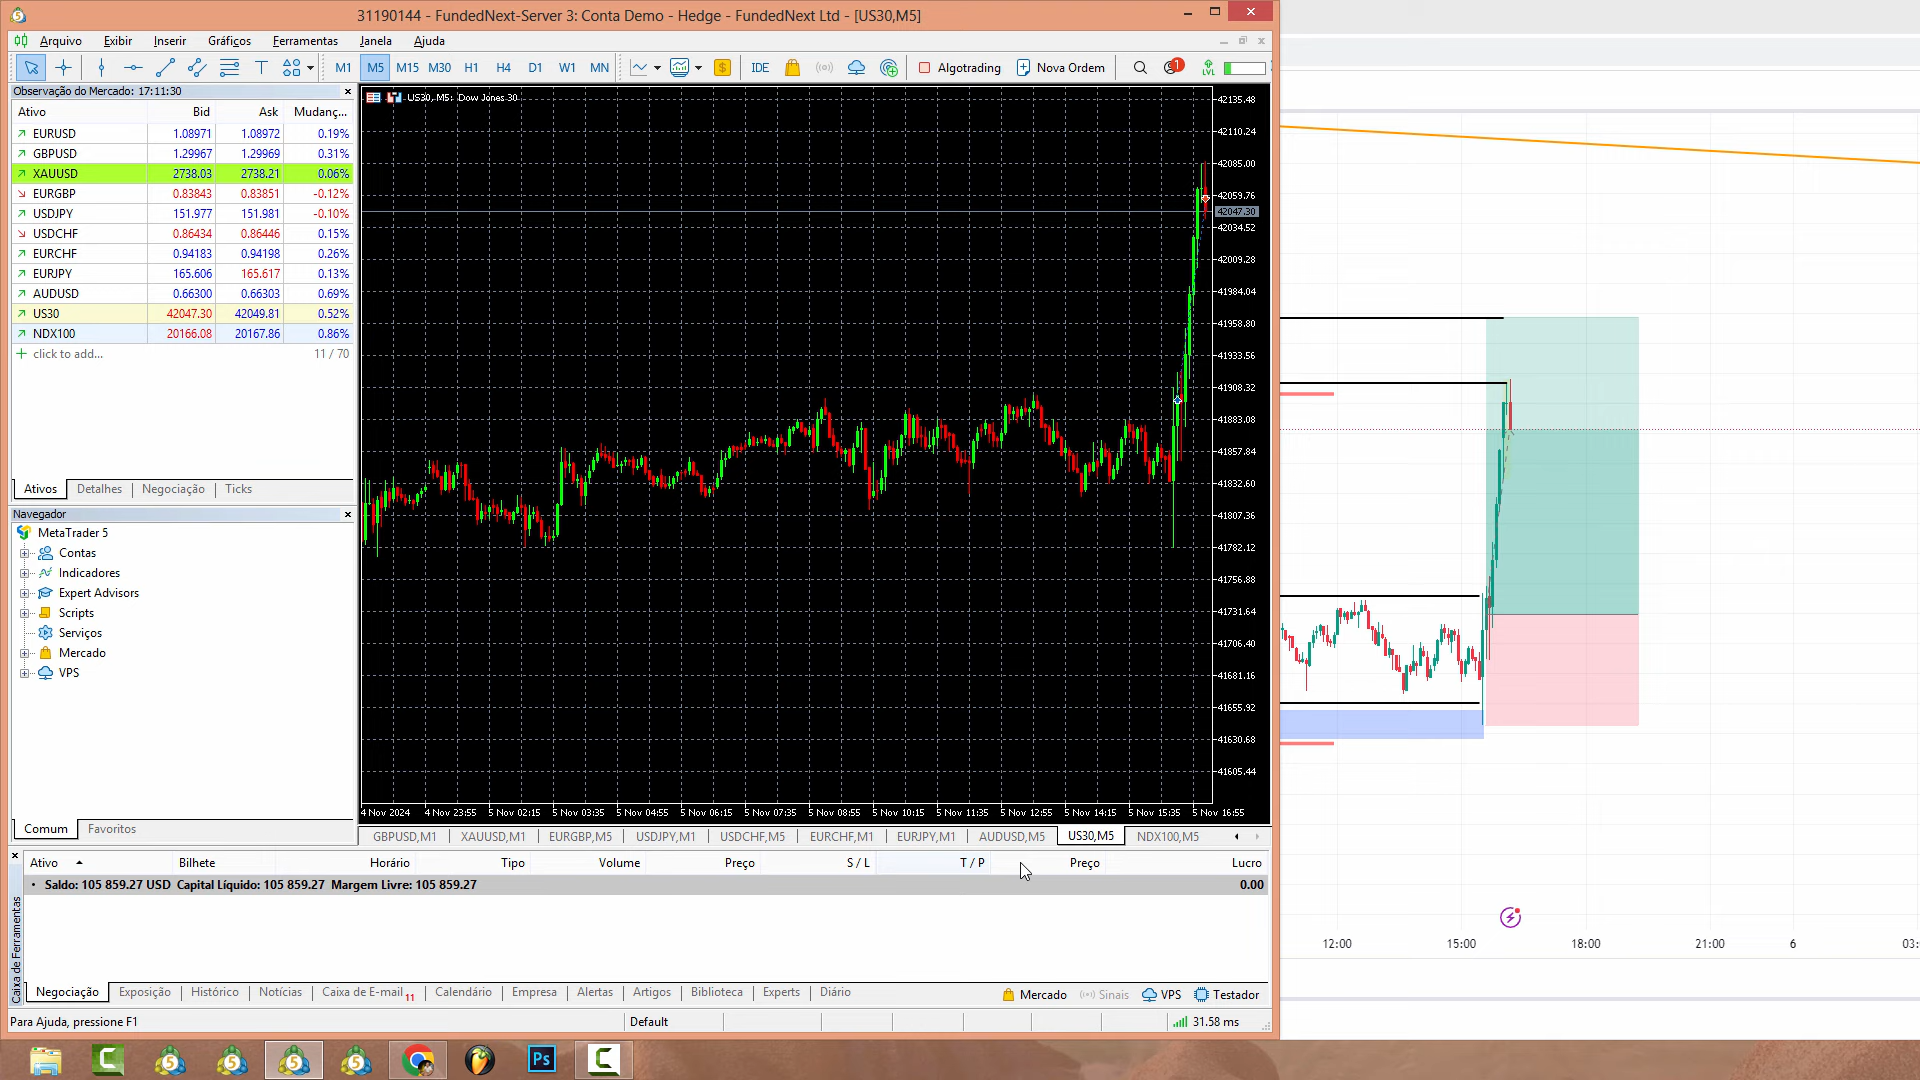 31190144 - FundedNext-Server 3: Conta Demo - Hedge - FundedNext Ltd - [US30,M5]
Arquivo Exibir Inserir Gráficos Ferramentas Janela Ajuda
M1 M5 M15 M30 H1 H4 D1 W1 MN $ IDE Algotrading Nova Ordem 1 LVL
Observação do Mercado: 17:11:30
Ativo Bid Ask Mudanç...
EURUSD 1.08971 1.08972 0.19%
GBPUSD 1.29967 1.29969 0.31%
XAUUSD 2738.03 2738.21 0.06%
EURGBP 0.83843 0.83851 -0.12%
USDJPY 151.977 151.981 -0.10%
USDCHF 0.86434 0.86446 0.15%
EURCHF 0.94183 0.94198 0.26%
EURJPY 165.606 165.617 0.13%
AUDUSD 0.66300 0.66303 0.69%
US30 42047.30 42049.81 0.52%
NDX100 20166.08 20167.86 0.86%
click to add... 11 / 70
Ativos Detalhes Negociação Ticks
Navegador
MetaTrader 5
Contas
Indicadores
Expert Advisors
Scripts
Serviços
Mercado
VPS
Comum Favoritos
US30, M5: Dow Jones 30
42135.48
42110.24
42085.00
42059.76
42047.30
42034.52
42009.28
41984.04
41958.80
41933.56
41908.32
41883.08
41857.84
41832.60
41807.36
41782.12
41756.88
41731.64
41706.40
41681.16
41655.92
41630.68
41605.44
4 Nov 2024 4 Nov 23:55 5 Nov 02:15 5 Nov 03:35 5 Nov 04:55 5 Nov 06:15 5 Nov 07:35 5 Nov 08:55 5 Nov 10:15 5 Nov 11:35 5 Nov 12:55 5 Nov 14:15 5 Nov 15:35 5 Nov 16:55
GBPUSD,M1 XAUUSD,M1 EURGBP,M5 USDJPY,M1 USDCHF,M5 EURCHF,M1 EURJPY,M1 AUDUSD,M5 US30,M5 NDX100,M5
Ativo Bilhete Horário Tipo Volume Preço S / L T / P Preço Lucro
Saldo: 105 859.27 USD Capital Líquido: 105 859.27 Margem Livre: 105 859.27 0.00
Caixa de Ferramentas
Negociação Exposição Histórico Notícias Caixa de E-mail 11 Calendário Empresa Alertas Artigos Biblioteca Experts Diário
Mercado Sinais VPS Testador
Para Ajuda, pressione F1 Default 31.58 ms
12:00 15:00 18:00 21:00 6 03:
C 5 5 5 5 Ps C